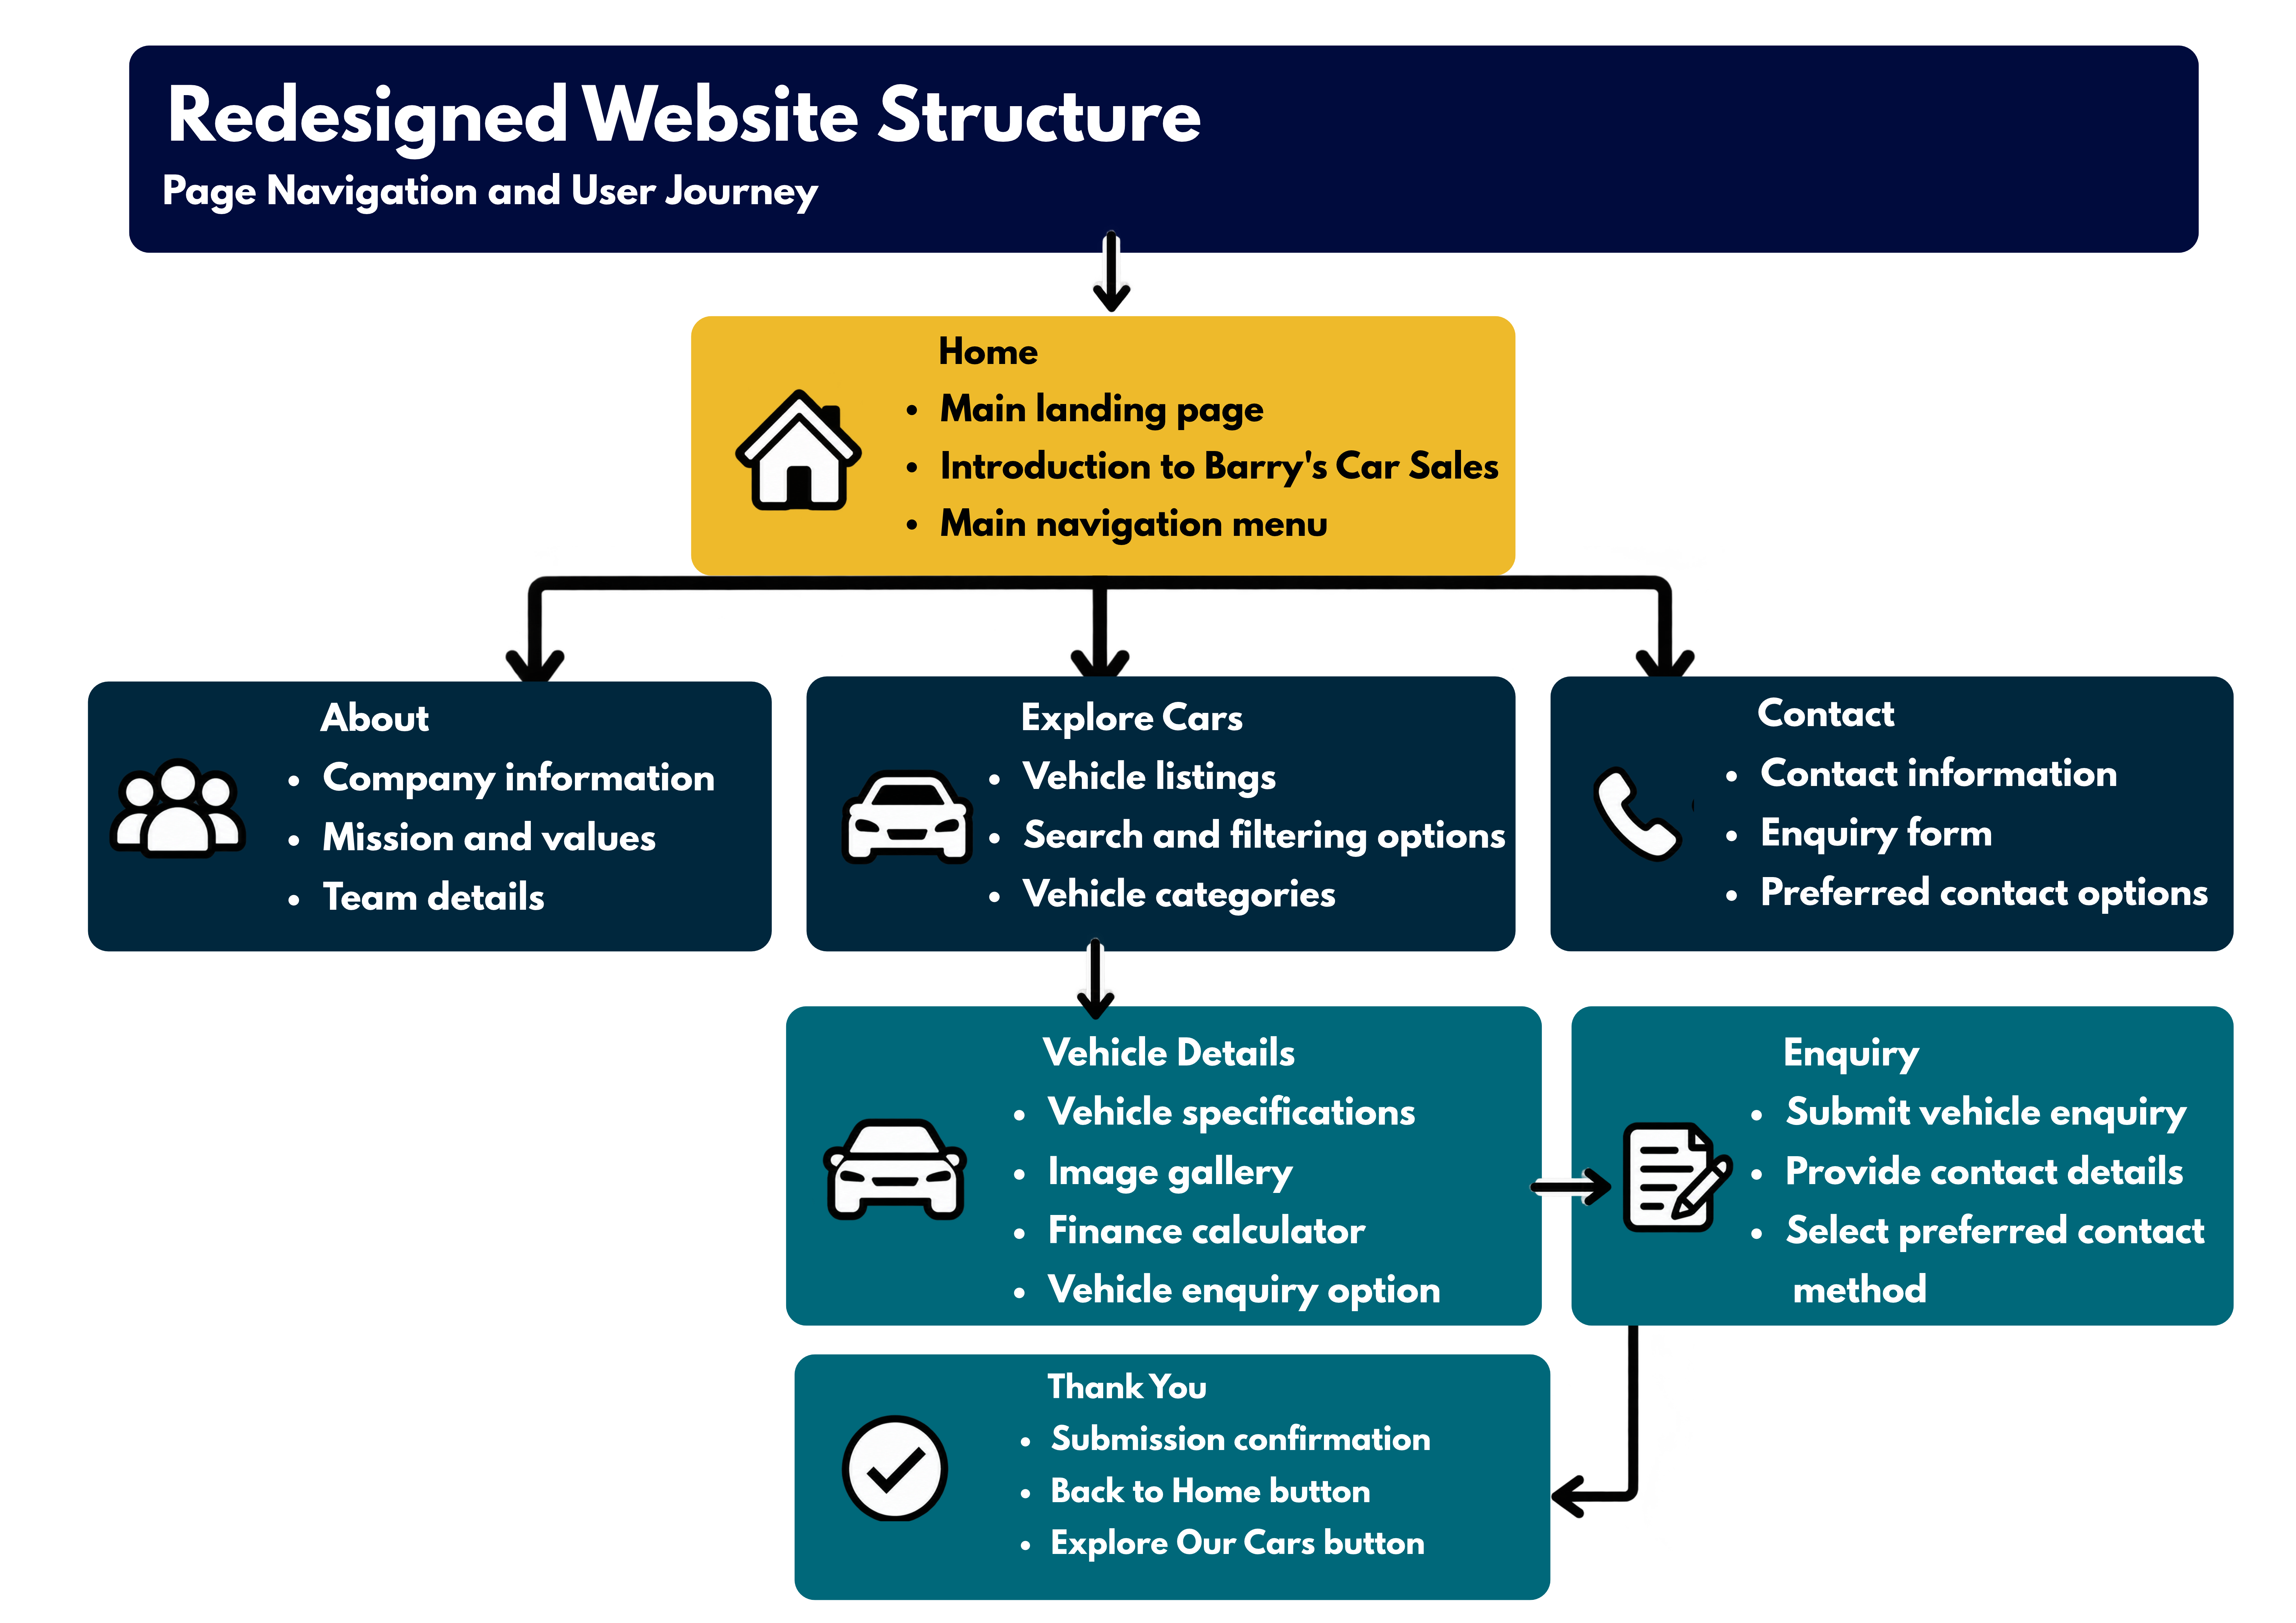 Redesigned Website Structure
Page Navigation and User Journey
Home
• Main landing page
• Introduction to Barry's Car Sales
• Main navigation menu
About
• Company information
• Mission and values
• Team details
Explore Cars
• Vehicle listings
• Search and filtering options
• Vehicle categories
Contact
• Contact information
• Enquiry form
• Preferred contact options
Vehicle Details
• Vehicle specifications
• Image gallery
• Finance calculator
• Vehicle enquiry option
Enquiry
• Submit vehicle enquiry
• Provide contact details
• Select preferred contact
method
Thank You
• Submission confirmation
• Back to Home button
• Explore Our Cars button